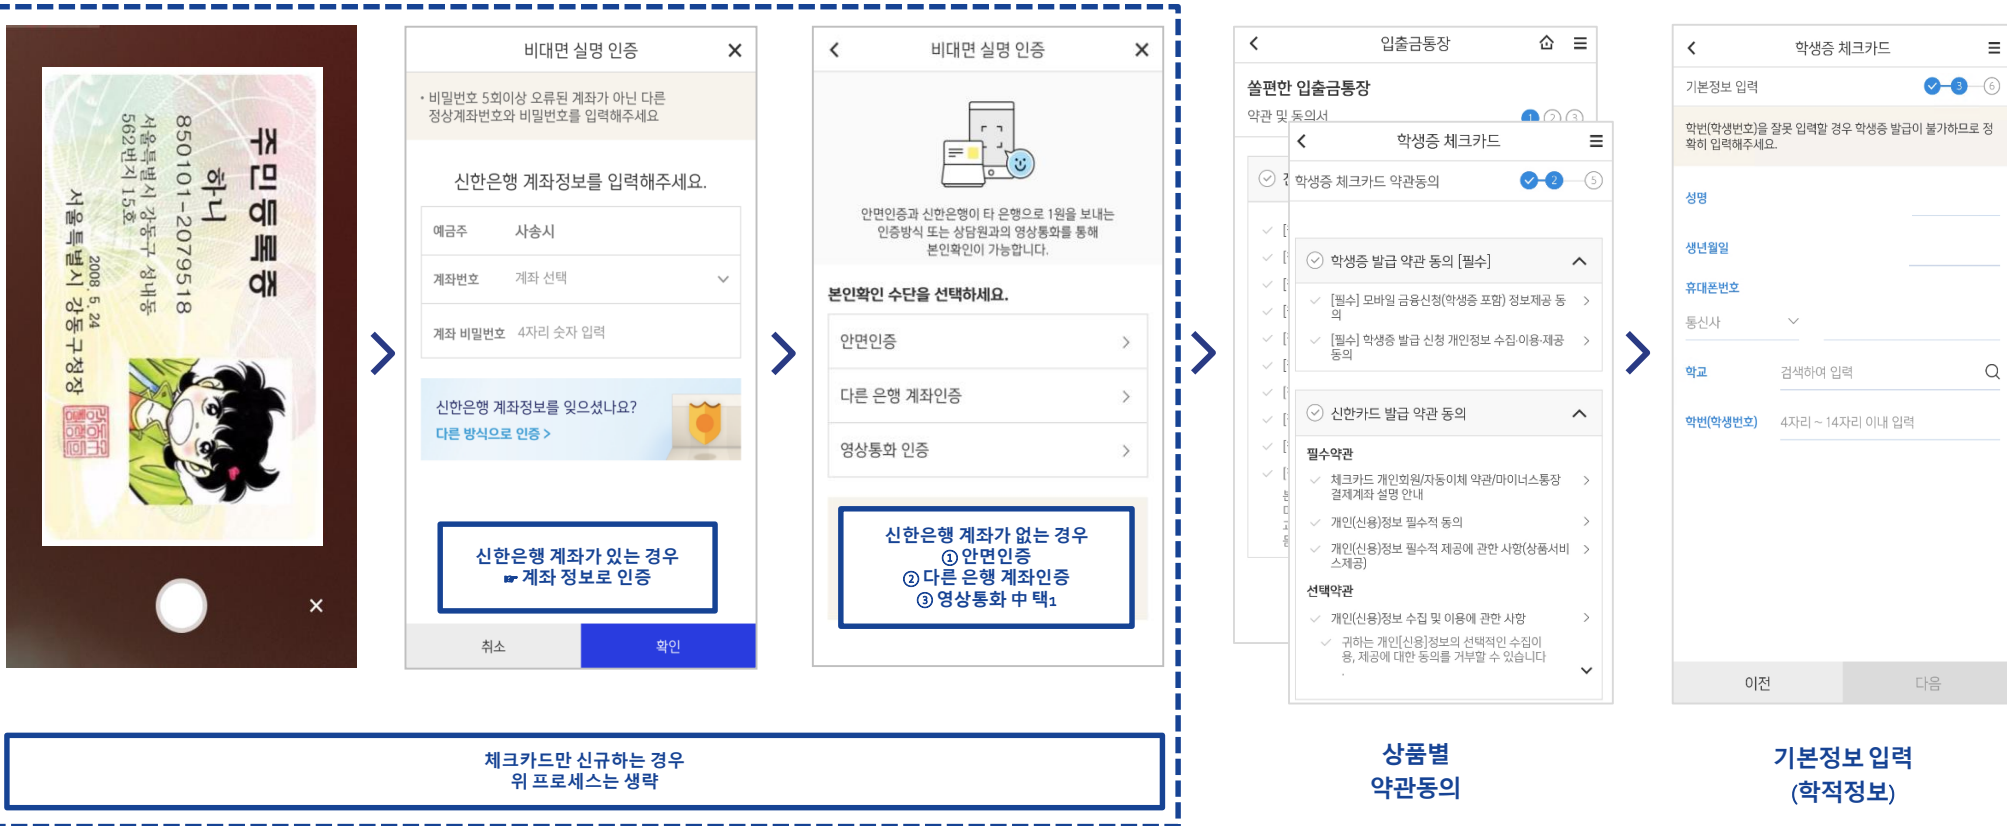 주민등록증
하니
850101-2079518
서울특별시 강동구 성내동
562번지 15호
2008. 5. 24
서울특별시 강동구청장
비대면 실명 인증
· 비밀번호 5회이상 오류된 계좌가 아닌 다른
정상계좌번호와 비밀번호를 입력해주세요
신한은행 계좌정보를 입력해주세요.
예금주 사송시
계좌번호 계좌 선택
계좌 비밀번호 4자리 숫자 입력
신한은행 계좌정보를 잊으셨나요?
다른 방식으로 인증 >
신한은행 계좌가 있는 경우
☞ 계좌 정보로 인증
취소 확인
비대면 실명 인증
안면인증과 신한은행이 타 은행으로 1원을 보내는
인증방식 또는 상담원과의 영상통화를 통해
본인확인이 가능합니다.
본인확인 수단을 선택하세요.
안면인증
다른 은행 계좌인증
영상통화 인증
신한은행 계좌가 없는 경우
① 안면인증
② 다른 은행 계좌인증
③ 영상통화 中 택1
체크카드만 신규하는 경우
위 프로세스는 생략
입출금통장
쏠편한 입출금통장
약관 및 동의서 1 2 3
학생증 체크카드
학생증 체크카드 약관동의 2 5
학생증 발급 약관 동의 [필수]
[필수] 모바일 금융신청(학생증 포함) 정보제공 동
의
[필수] 학생증 발급 신청 개인정보 수집·이용·제공
동의
신한카드 발급 약관 동의
필수약관
체크카드 개인회원/자동이체 약관/마이너스통장
결제계좌 설명 안내
개인(신용)정보 필수적 동의
개인(신용)정보 필수적 제공에 관한 사항(상품서비
스제공)
선택약관
개인(신용)정보 수집 및 이용에 관한 사항
귀하는 개인[신용]정보의 선택적인 수집이
용, 제공에 대한 동의를 거부할 수 있습니다
.
상품별
약관동의
학생증 체크카드
기본정보 입력 3 6
학번(학생번호)을 잘못 입력할 경우 학생증 발급이 불가하므로 정
확히 입력해주세요.
성명
생년월일
휴대폰번호
통신사
학교 검색하여 입력
학번(학생번호) 4자리 ~ 14자리 이내 입력
이전 다음
기본정보 입력
(학적정보)